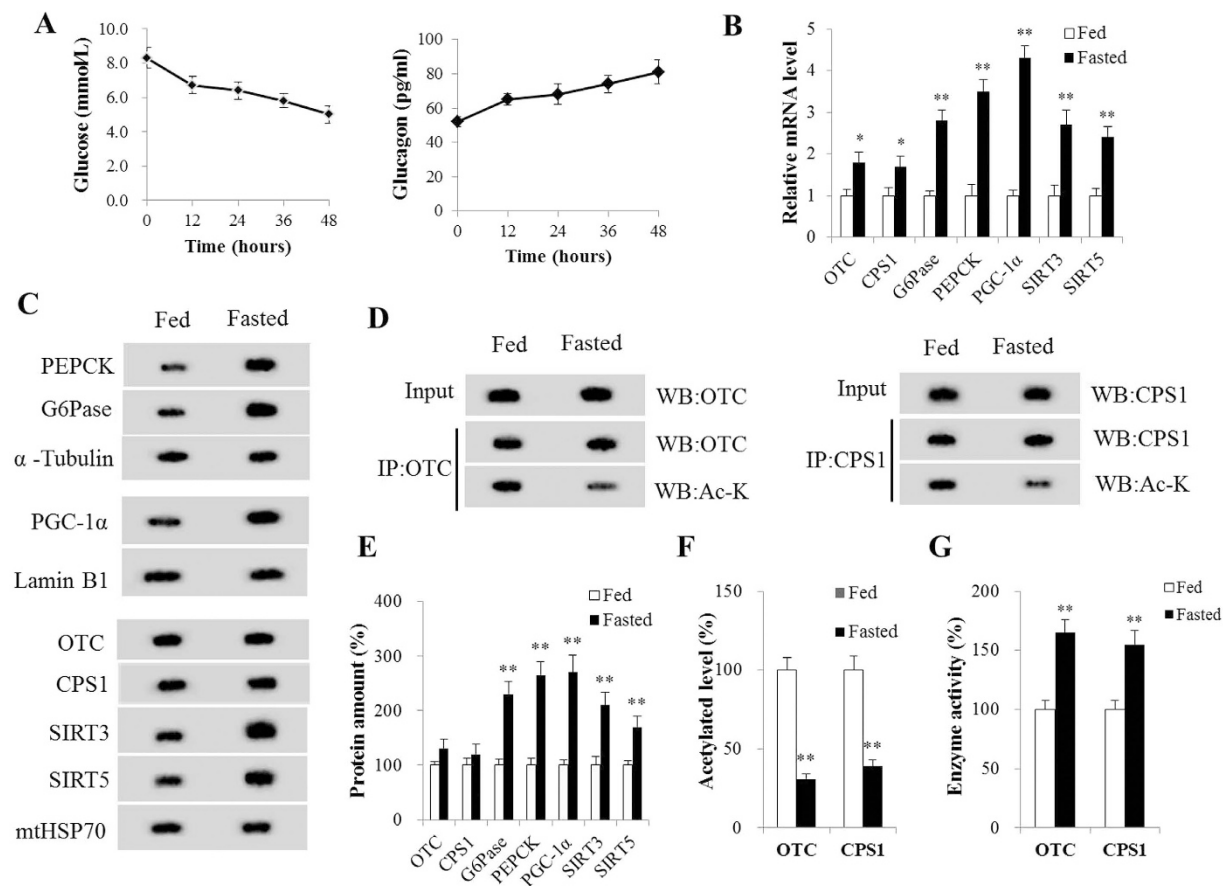 A
Glucose (mmol/L)
10.0
8.0
6.0
4.0
2.0
0.0
0 12 24 36 48
Time (hours)
Glucagon (pg/ml)
100
80
60
40
20
0
0 12 24 36 48
Time (hours)
B
Fed
Fasted
Relative mRNA level
5
4
3
2
1
0
* * ** ** ** ** **
OTC CPS1 G6Pase PEPCK PGC-1α SIRT3 SIRT5
C
Fed Fasted
PEPCK
G6Pase
α -Tubulin
PGC-1α
Lamin B1
OTC
CPS1
SIRT3
SIRT5
mtHSP70
D
Fed Fasted
Input WB:OTC
IP:OTC WB:OTC
WB:Ac-K
Fed Fasted
Input WB:CPS1
IP:CPS1 WB:CPS1
WB:Ac-K
E
Fed
Fasted
Protein amount (%)
400
300
200
100
0
** ** ** ** **
OTC CPS1 G6Pase PEPCK PGC-1α SIRT3 SIRT5
F
Fed
Fasted
Acetylated level (%)
150
100
50
0
** **
OTC CPS1
G
Fed
Fasted
Enzyme activity (%)
200
150
100
50
0
** **
OTC CPS1